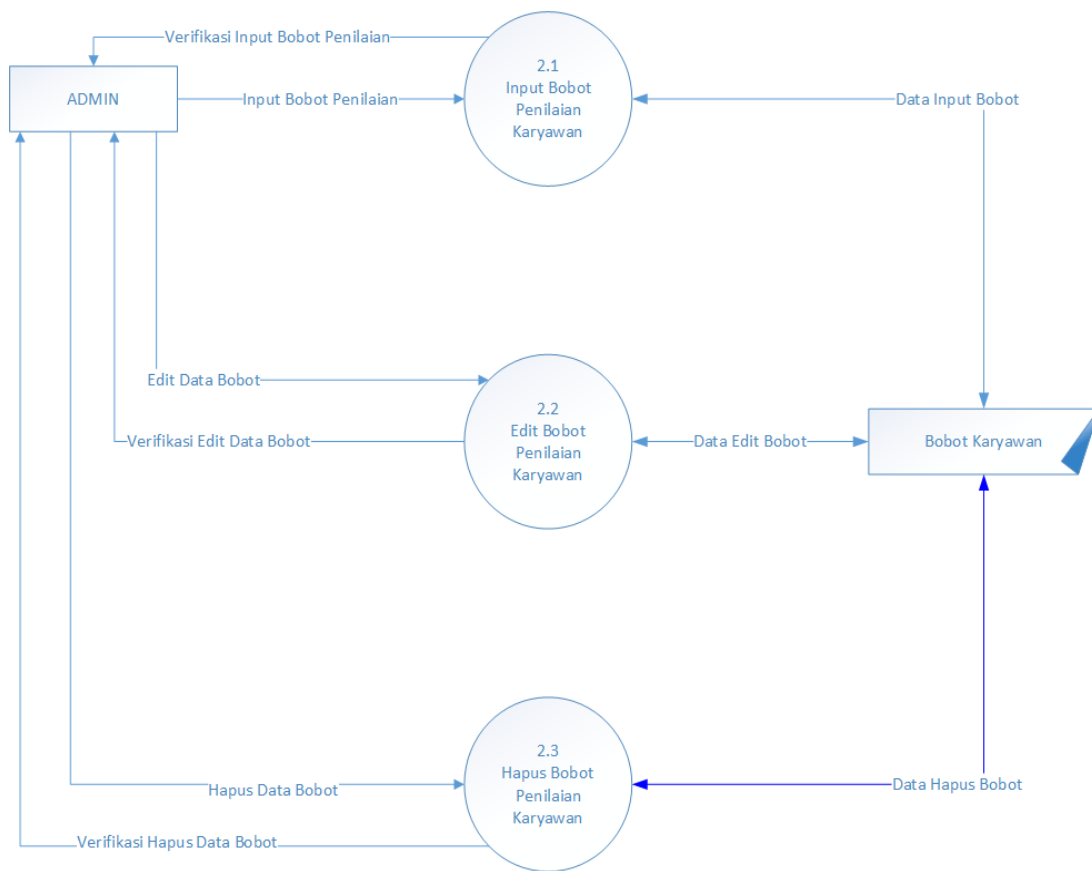 Verifikasi Input Bobot Penilaian
ADMIN
Input Bobot Penilaian
2.1
Input Bobot
Penilaian
Karyawan
Data Input Bobot
Edit Data Bobot
Verifikasi Edit Data Bobot
2.2
Edit Bobot
Penilaian
Karyawan
Data Edit Bobot
Bobot Karyawan
2.3
Hapus Bobot
Penilaian
Karyawan
Hapus Data Bobot
Data Hapus Bobot
Verifikasi Hapus Data Bobot